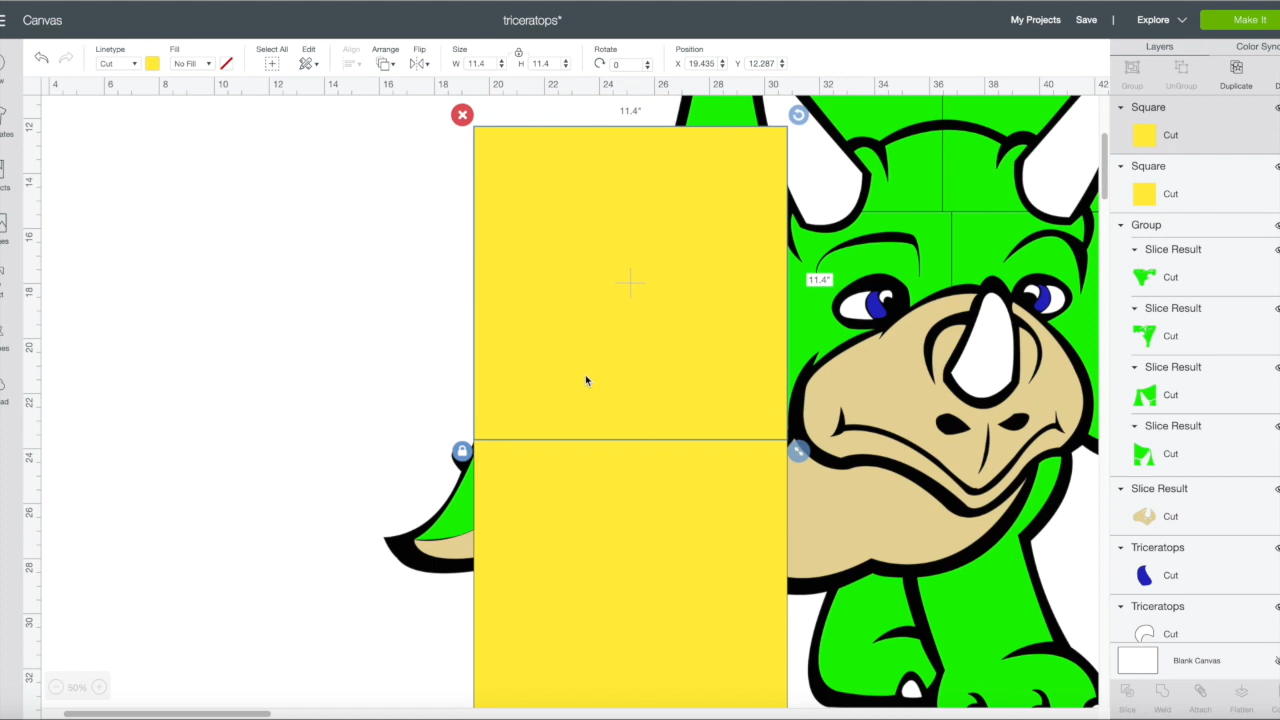 Canvas
triceratops*
My Projects Save | Explore Make It
Linetype Fill Select All Edit Align Arrange Flip Size Rotate Position
Cut No Fill W 11.4 H 11.4 0 X 19.435 Y 12.287
Layers Color Sync
Group UnGroup Duplicate
4 6 8 10 12 14 16 18 20 22 24 26 28 30 32 34 36 38 40 42
12
14
16
18
20
22
24
26
28
30
32
11.4"
11.4"
50%
Square
Cut
Square
Cut
Group
Slice Result
Cut
Slice Result
Cut
Slice Result
Cut
Slice Result
Cut
Slice Result
Cut
Triceratops
Cut
Triceratops
Cut
Blank Canvas
Slice Weld Attach Flatten